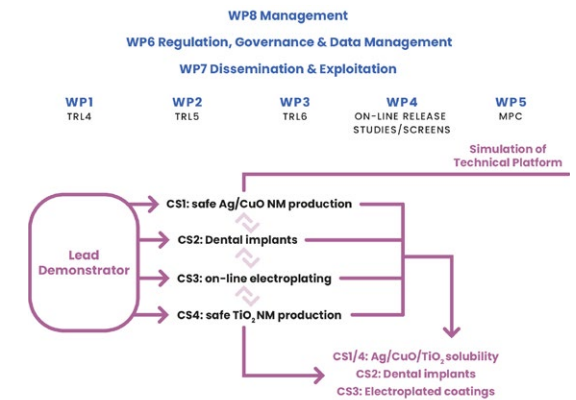 WP8 Management
WP6 Regulation, Governance & Data Management
WP7 Dissemination & Exploitation
WP1
TRL4
WP2
TRL5
WP3
TRL6
WP4
ON-LINE RELEASE
STUDIES/SCREENS
WP5
MPC
Simulation of
Technical Platform
Lead
Demonstrator
CS1: safe Ag/CuO NM production
CS2: Dental implants
CS3: on-line electroplating
CS4: safe TiO₂ NM production
CS1/4: Ag/CuO/TiO₂ solubility
CS2: Dental implants
CS3: Electroplated coatings